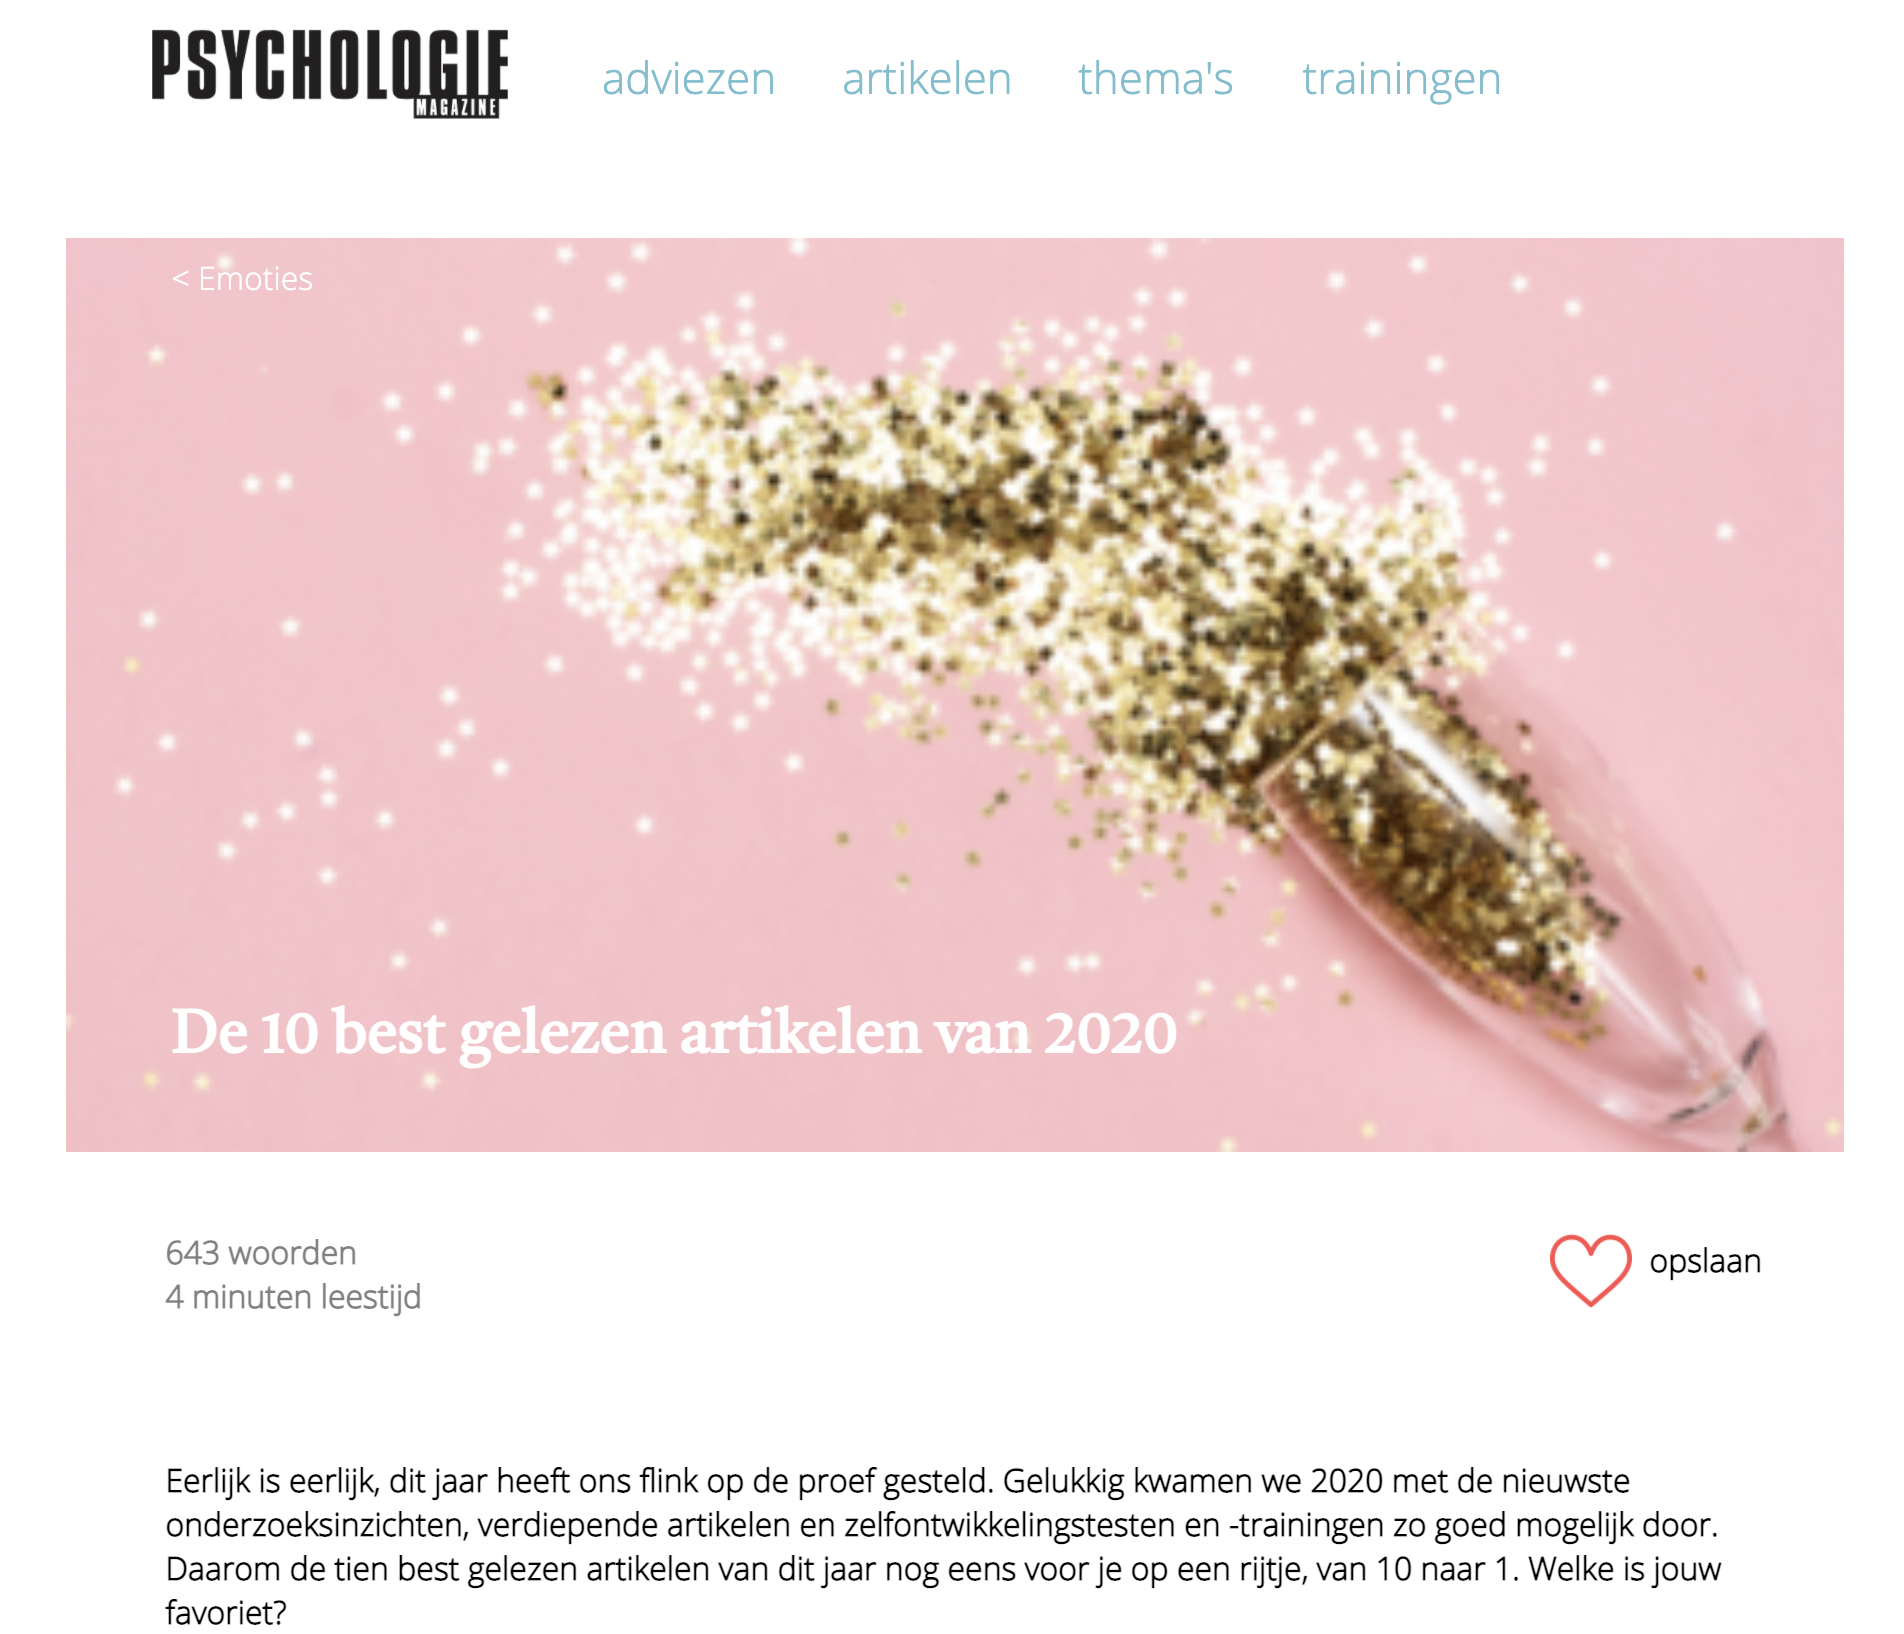 PSYCHOLOGIE
MAGAZINE
adviezen artikelen thema's trainingen
< Emoties
De 10 best gelezen artikelen van 2020
643 woorden
4 minuten leestijd
opslaan
Eerlijk is eerlijk, dit jaar heeft ons flink op de proef gesteld. Gelukkig kwamen we 2020 met de nieuwste
onderzoeksinzichten, verdiepende artikelen en zelfontwikkelingstesten en -trainingen zo goed mogelijk door.
Daarom de tien best gelezen artikelen van dit jaar nog eens voor je op een rijtje, van 10 naar 1. Welke is jouw
favoriet?